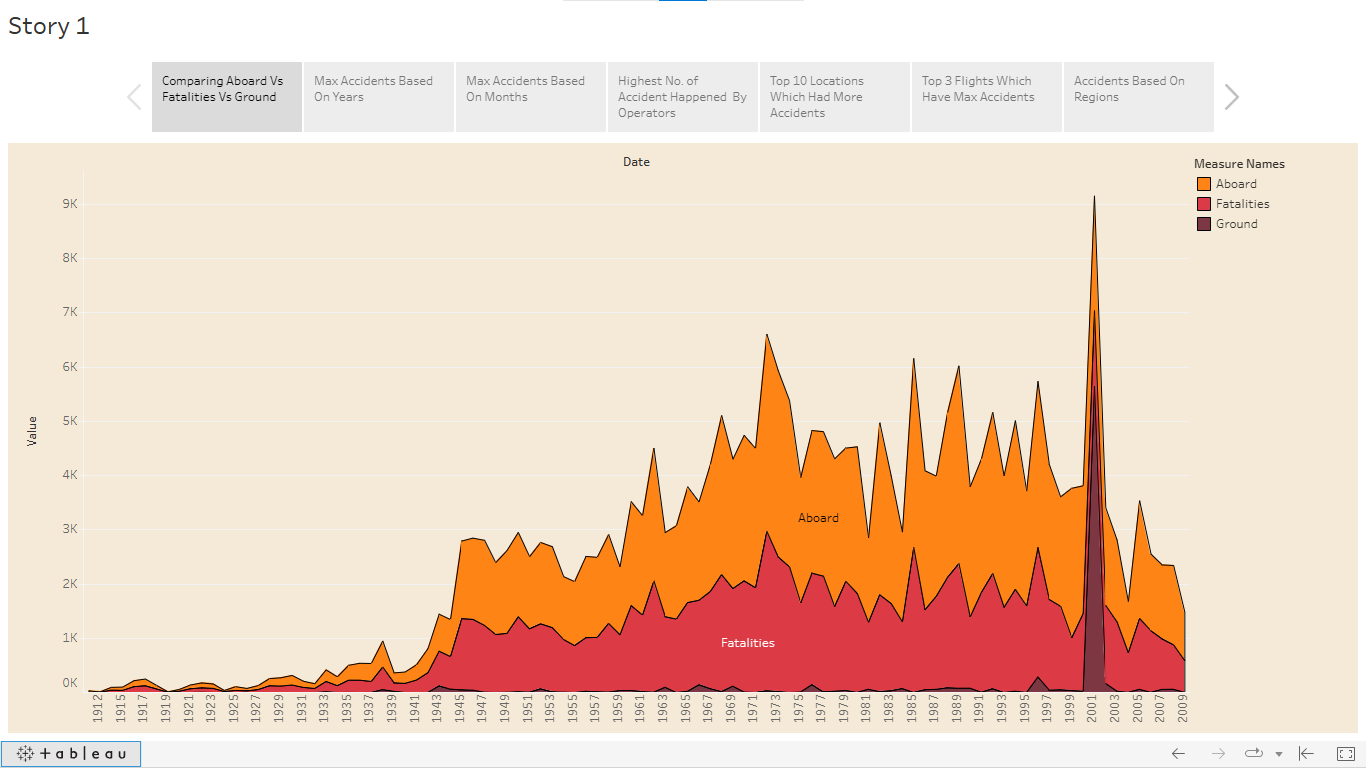 Story 1
Comparing Aboard Vs
Fatalities Vs Ground
Max Accidents Based
On Years
Max Accidents Based
On Months
Highest No. of
Accident Happened By
Operators
Top 10 Locations
Which Had More
Accidents
Top 3 Flights Which
Have Max Accidents
Accidents Based On
Regions
Date
Measure Names
Aboard
Fatalities
Ground
9K
8K
7K
6K
5K
4K
3K
2K
1K
0K
Value
Aboard
Fatalities
1912
1915
1917
1919
1921
1923
1925
1927
1929
1931
1933
1935
1937
1939
1941
1943
1945
1947
1949
1951
1953
1955
1957
1959
1961
1963
1965
1967
1969
1971
1973
1975
1977
1979
1981
1983
1985
1987
1989
1991
1993
1995
1997
1999
2001
2003
2005
2007
2009
+ableau